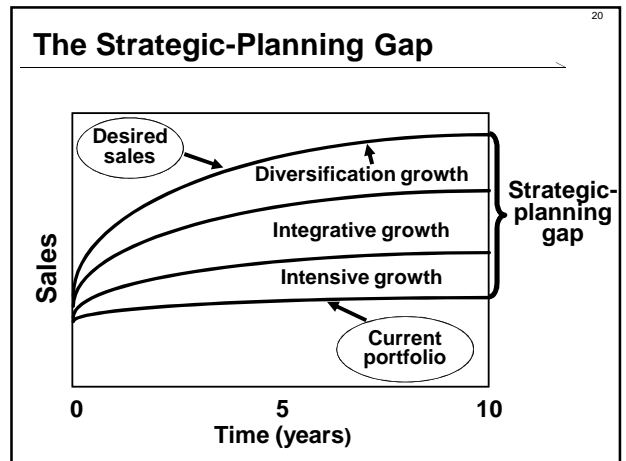 20
The Strategic-Planning Gap
Desired
sales
Diversification growth
Strategic-
planning
gap
Integrative growth
Intensive growth
Sales
Current
portfolio
0 5 10
Time (years)